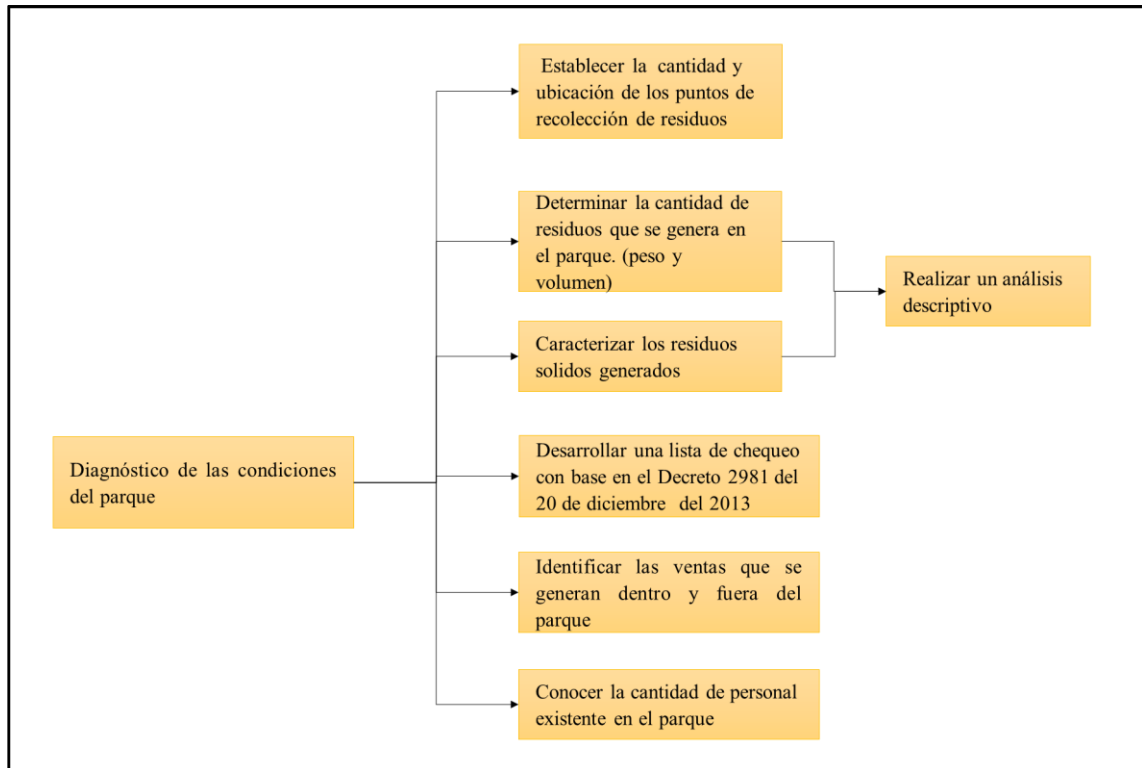 Establecer la cantidad y
ubicación de los puntos de
recolección de residuos
Determinar la cantidad de
residuos que se genera en
el parque. (peso y
volumen)
Realizar un análisis
descriptivo
Caracterizar los residuos
solidos generados
Diagnóstico de las condiciones
del parque
Desarrollar una lista de chequeo
con base en el Decreto 2981 del
20 de diciembre del 2013
Identificar las ventas que se
generan dentro y fuera del
parque
Conocer la cantidad de personal
existente en el parque